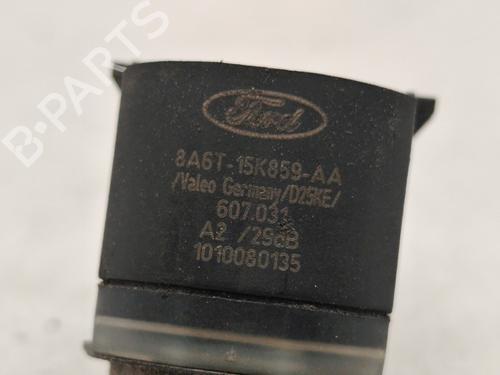 B-PARTS
Ford
8A6T-15K859-AA
/Valeo Germany/D25KE/
607.031
A2 /29dB
1010080135